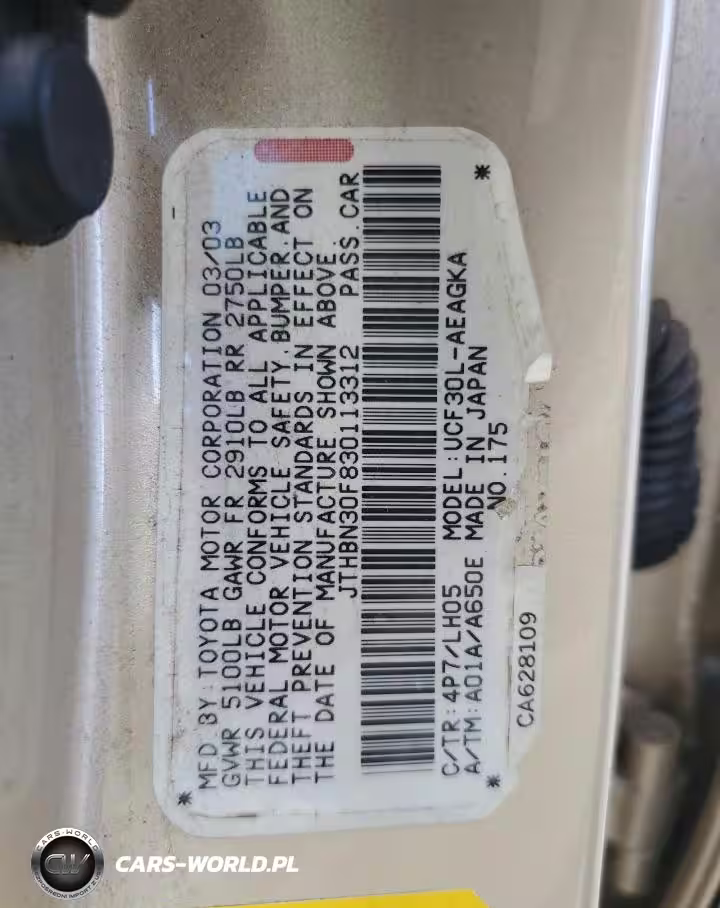 MFD BY:TOYOTA MOTOR CORPORATION 03/03
GVWR 5100LB GAWR FR 2910LB RR 2750LB
THIS VEHICLE CONFORMS TO ALL APPLICABLE
FEDERAL MOTOR VEHICLE SAFETY,BUMPER,AND
THEFT PREVENTION STANDARDS IN EFFECT ON
THE DATE OF MANUFACTURE SHOWN ABOVE.
JTHBN30F830113312 PASS.CAR
C/TR:4P7/LH05 MODEL:UCF30L-AEAGKA
A/TM:A01A/A650E MADE IN JAPAN
NO.175
CA628109
CARS-WORLD
CW
CARS-WORLD.PL